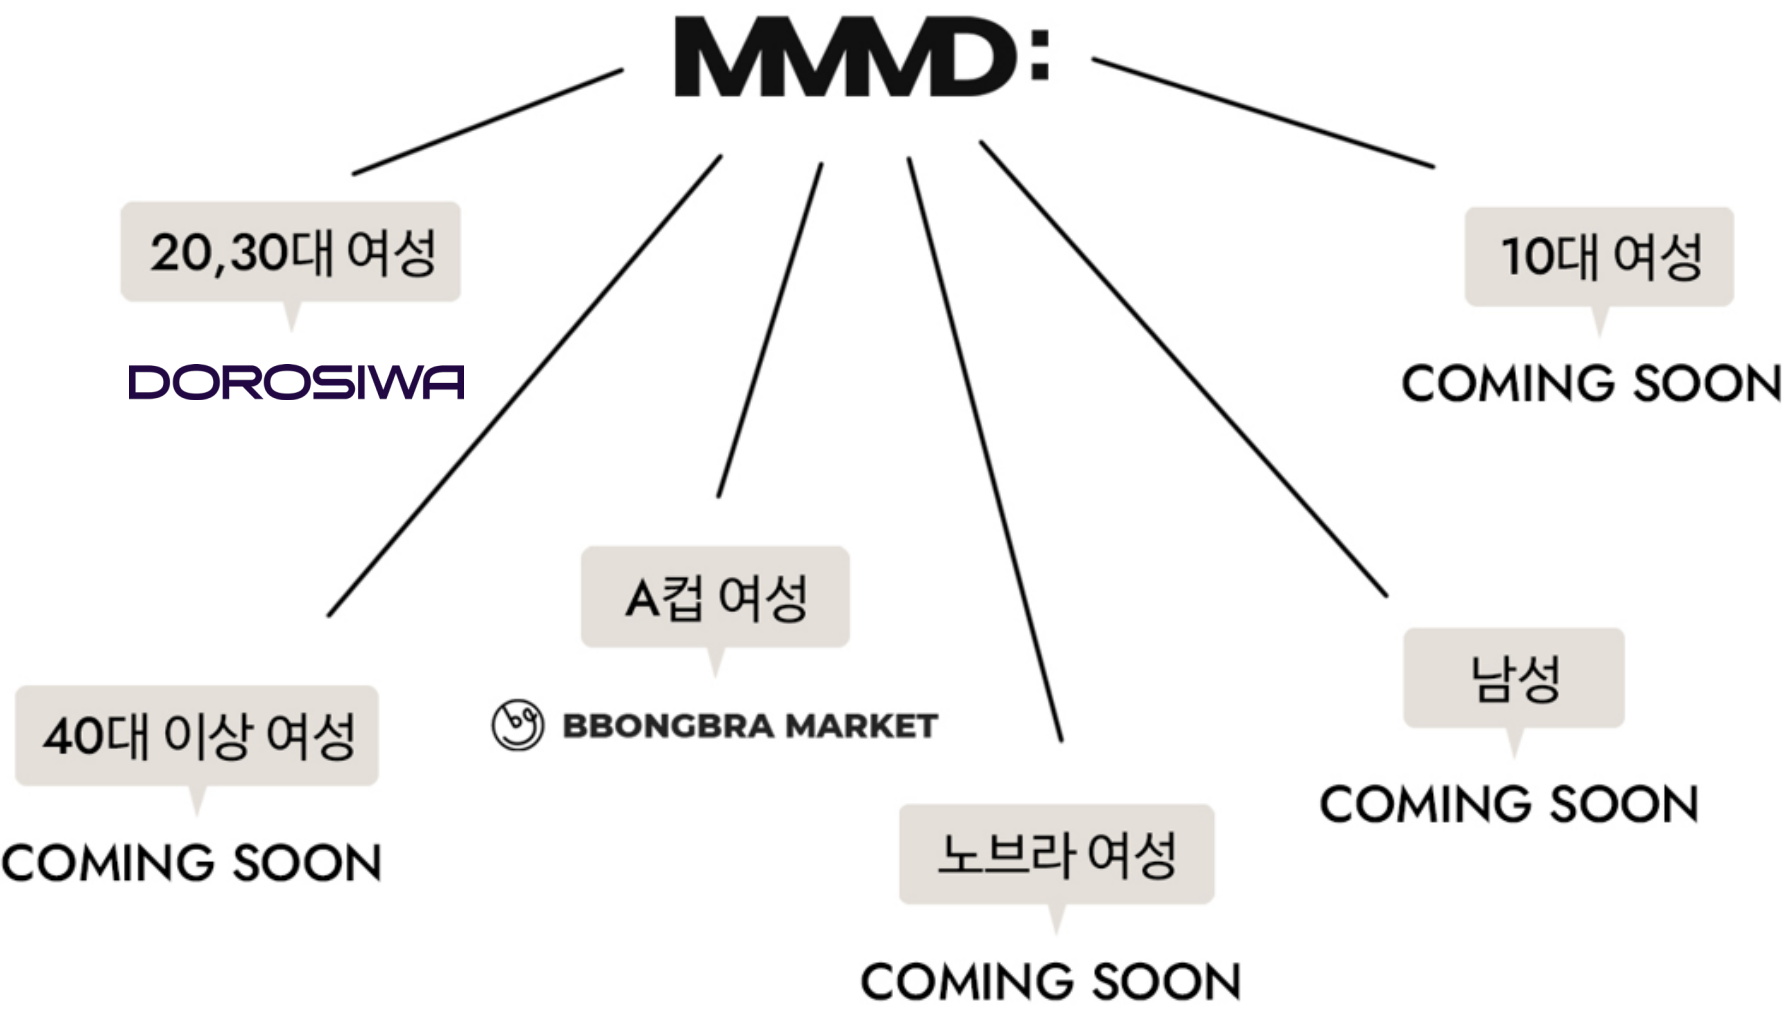 MMMD:
20,30대 여성
DOROSIWA
10대 여성
COMING SOON
A컵 여성
BBONGBRA MARKET
남성
COMING SOON
40대 이상 여성
COMING SOON
노브라 여성
COMING SOON